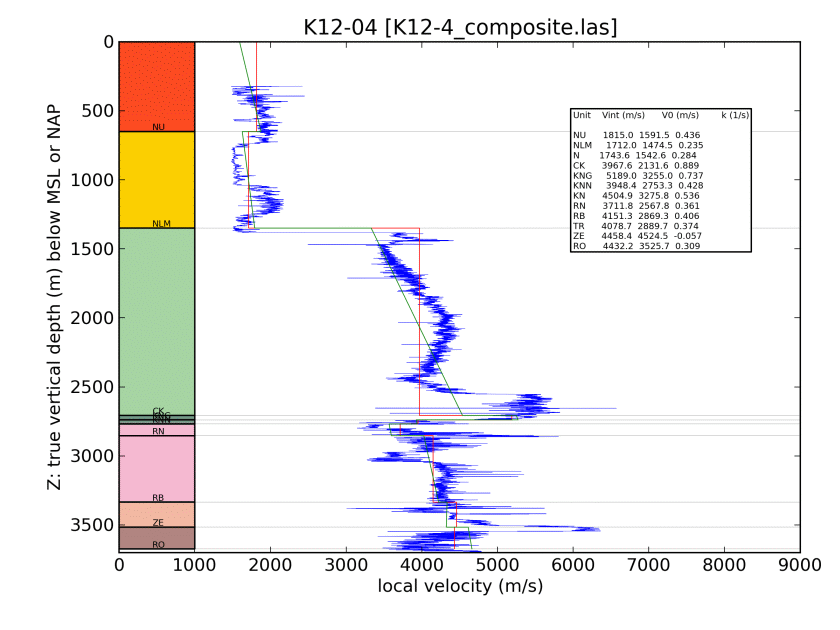 K12-04 [K12-4_composite.las]
Z: true vertical depth (m) below MSL or NAP
0
500
1000
1500
2000
2500
3000
3500
NU
NLM
CK
RN
RB
ZE
RO
Unit Vint (m/s) V0 (m/s) k (1/s)
NU 1815.0 1591.5 0.436
NLM 1712.0 1474.5 0.235
N 1743.6 1542.6 0.284
CK 3967.6 2131.6 0.889
KNG 5189.0 3255.0 0.737
KNN 3948.4 2753.3 0.428
KN 4504.9 3275.8 0.536
RN 3711.8 2567.8 0.361
RB 4151.3 2869.3 0.406
TR 4078.7 2889.7 0.374
ZE 4458.4 4524.5 -0.057
RO 4432.2 3525.7 0.309
0 1000 2000 3000 4000 5000 6000 7000 8000 9000
local velocity (m/s)